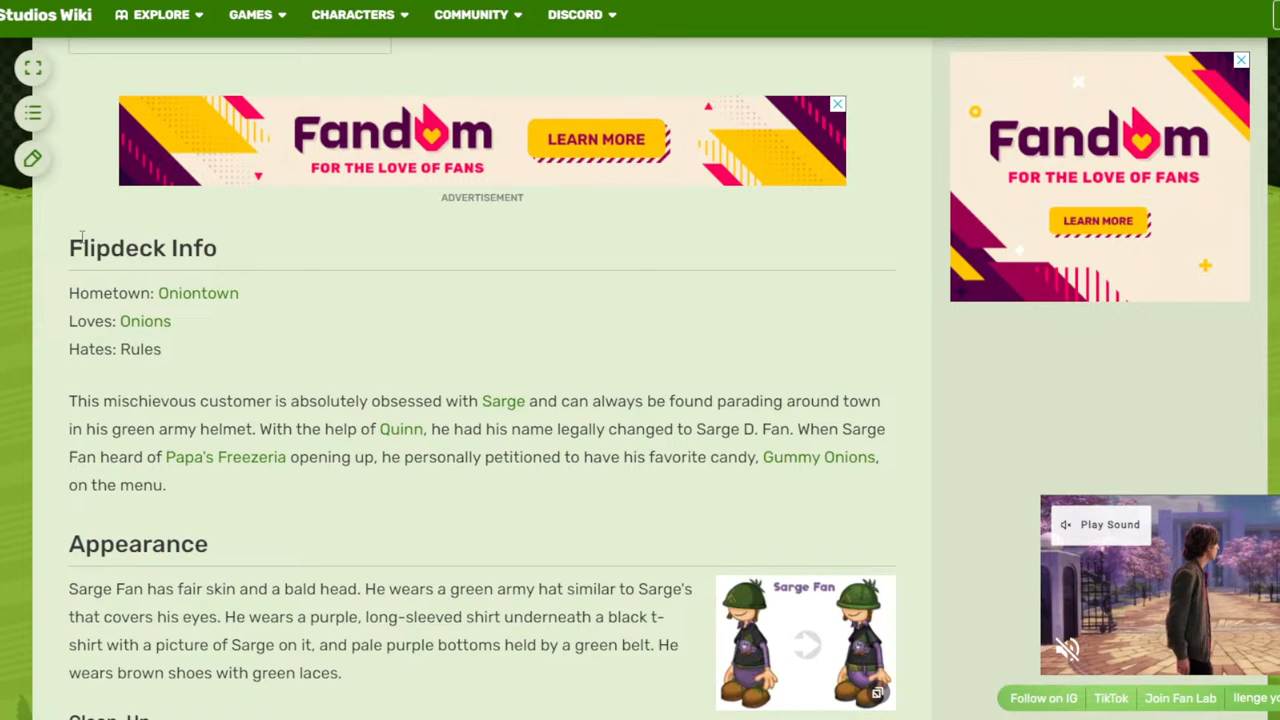 Studios Wiki EXPLORE GAMES CHARACTERS COMMUNITY DISCORD
Fandom
FOR THE LOVE OF FANS
LEARN MORE
ADVERTISEMENT
Fandom
FOR THE LOVE OF FANS
LEARN MORE
Flipdeck Info
Hometown: Oniontown
Loves: Onions
Hates: Rules
This mischievous customer is absolutely obsessed with Sarge and can always be found parading around town
in his green army helmet. With the help of Quinn, he had his name legally changed to Sarge D. Fan. When Sarge
Fan heard of Papa's Freezeria opening up, he personally petitioned to have his favorite candy, Gummy Onions,
on the menu.
Appearance
Sarge Fan has fair skin and a bald head. He wears a green army hat similar to Sarge's
that covers his eyes. He wears a purple, long-sleeved shirt underneath a black t-
shirt with a picture of Sarge on it, and pale purple bottoms held by a green belt. He
wears brown shoes with green laces.
Sarge Fan
Play Sound
Follow on IG TikTok Join Fan Lab